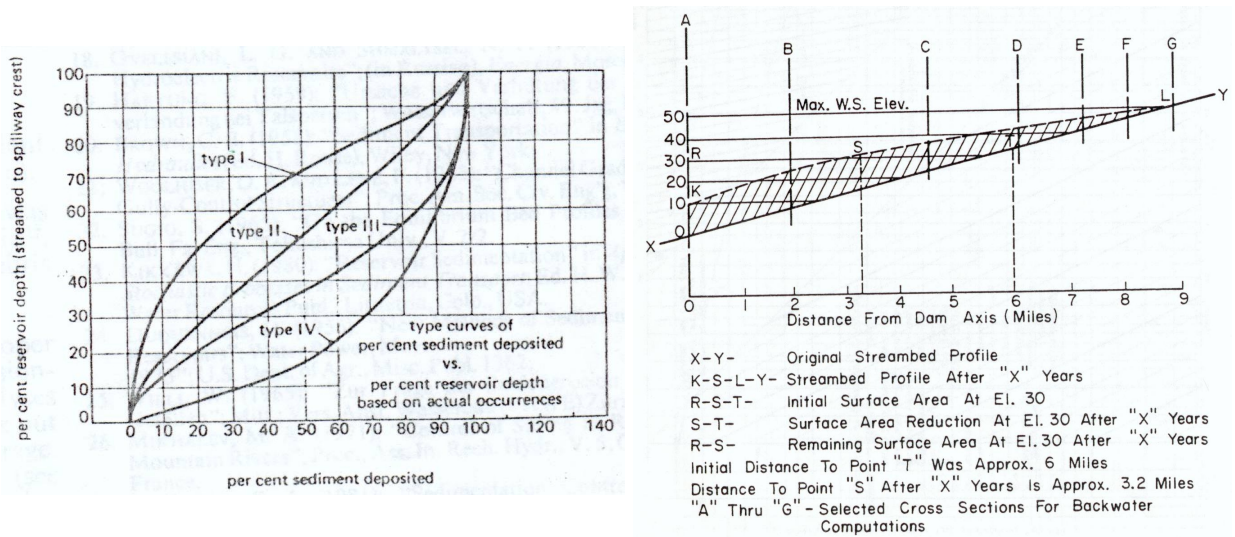 per cent reservoir depth (streamed to spillway crest)
100
90
80
70
60
50
40
30
20
10
0
type I
type II
type III
type IV
type curves of
per cent sediment deposited
vs.
per cent reservoir depth
based on actual occurrences
0
10
20
30
40
50
60
70
80
90
100
120
140
per cent sediment deposited
A
B
C
D
E
F
G
Max. W.S. Elev.
L
Y
50
40
R
30
S
20
K
10
0
X
0
1
2
3
4
5
6
7
8
9
Distance From Dam Axis (Miles)
X-Y- Original Streambed Profile
K-S-L-Y- Streambed Profile After "X" Years
R-S-T- Initial Surface Area At El. 30
S-T- Surface Area Reduction At El. 30 After "X" Years
R-S- Remaining Surface Area At El. 30 After "X" Years
Initial Distance To Point "T" Was Approx. 6 Miles
Distance To Point "S" After "X" Years Is Approx. 3.2 Miles
"A" Thru "G"-Selected Cross Sections For Backwater
Computations